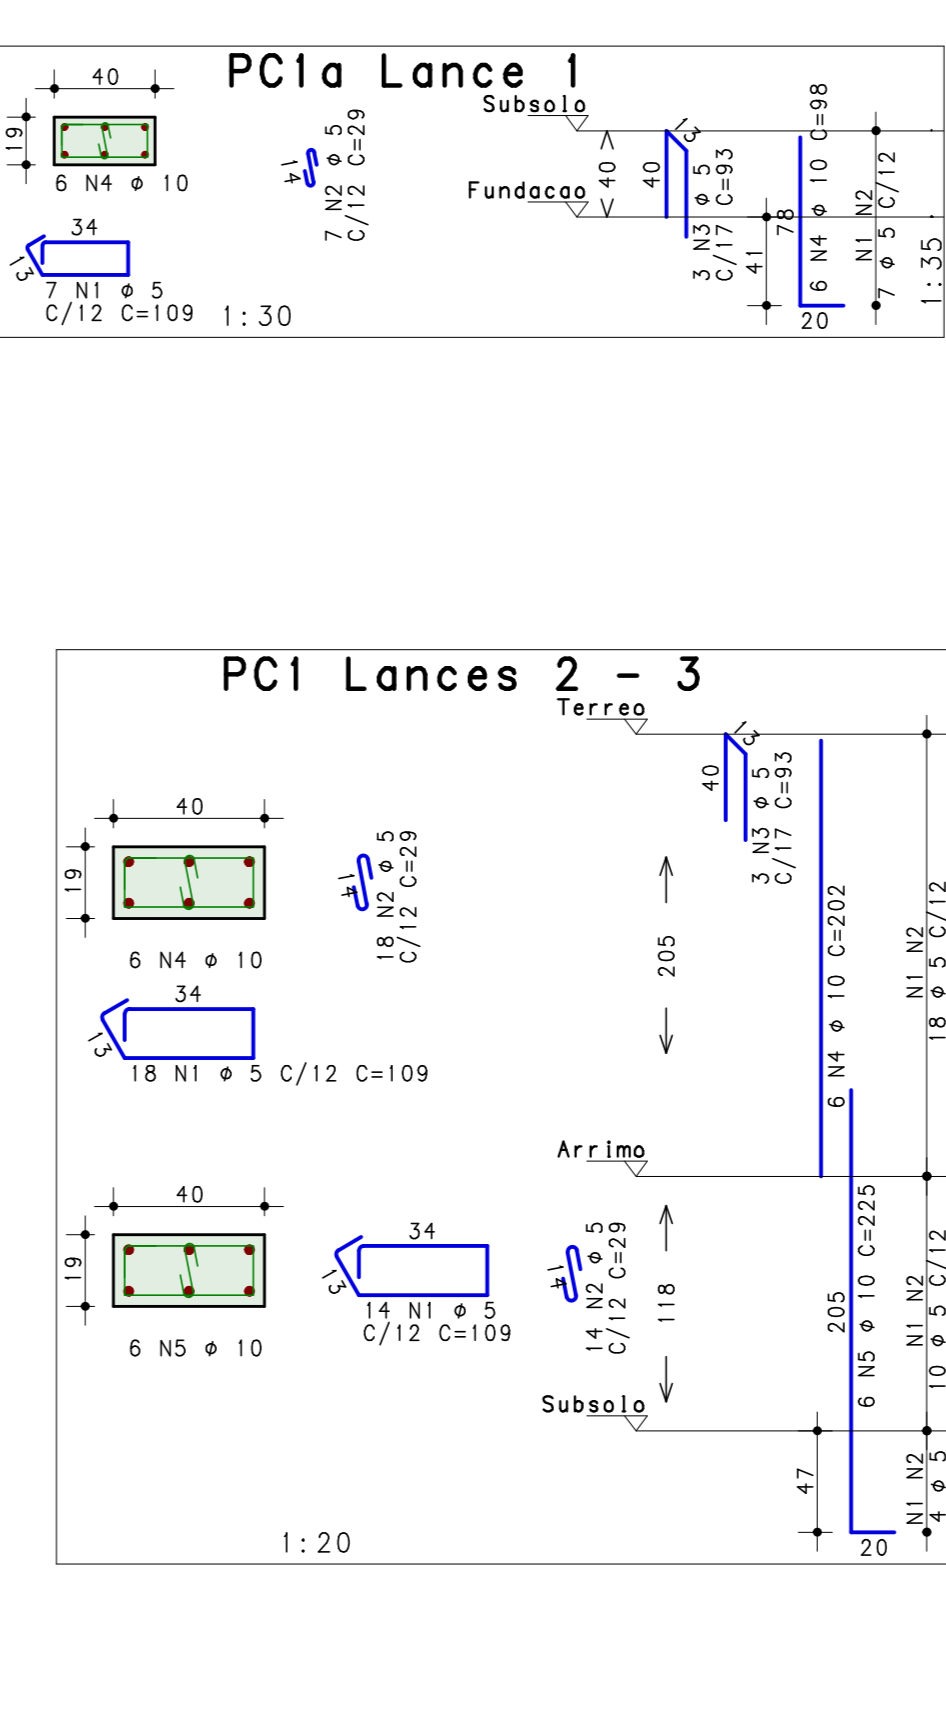 PC1a Lance 1
40
19
6 N4 ϕ 10
34
13
7 N1 ϕ 5
C/12 C=109
1:30
14
7 N2 ϕ 5
C/12 C=29
Subsolo
Fundacao
40
40
13
3 N3 ϕ 5
C/17 C=93
41
78
6 N4 ϕ 10 C=98
20
N1 N2
7 ϕ 5 C/12
1:35
PC1 Lances 2 - 3
Terreo
40
13
3 N3 ϕ 5
C/17 C=93
40
19
6 N4 ϕ 10
14
18 N2 ϕ 5
C/12 C=29
34
13
18 N1 ϕ 5 C/12 C=109
205
6 N4 ϕ 10 C=202
N1 N2
18 ϕ 5 C/12
Arrimo
40
19
6 N5 ϕ 10
34
13
14 N1 ϕ 5
C/12 C=109
14
14 N2 ϕ 5
C/12 C=29
118
205
6 N5 ϕ 10 C=225
N1 N2
10 ϕ 5 C/12
Subsolo
47
20
N1 N2
4 ϕ 5
1:20